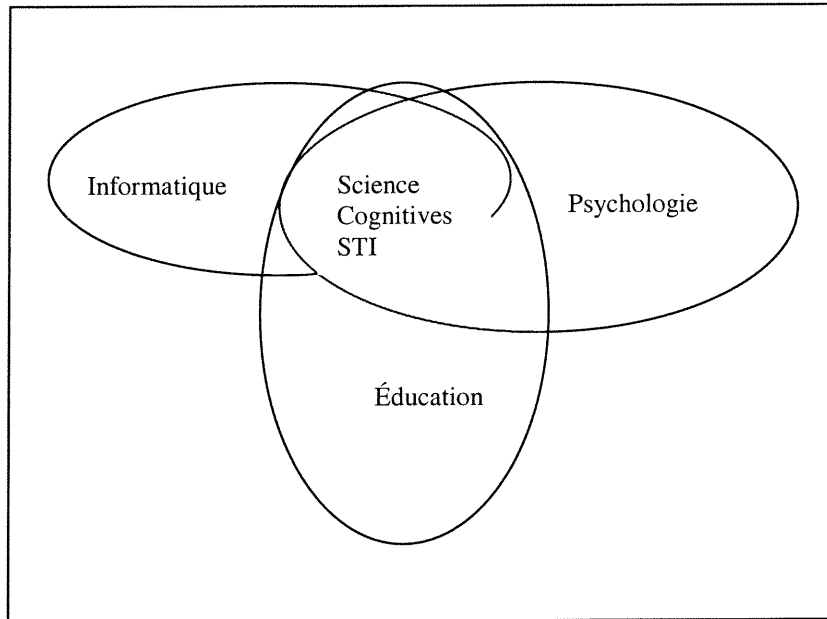 Informatique
Science
Cognitives
STI
Psychologie
Éducation